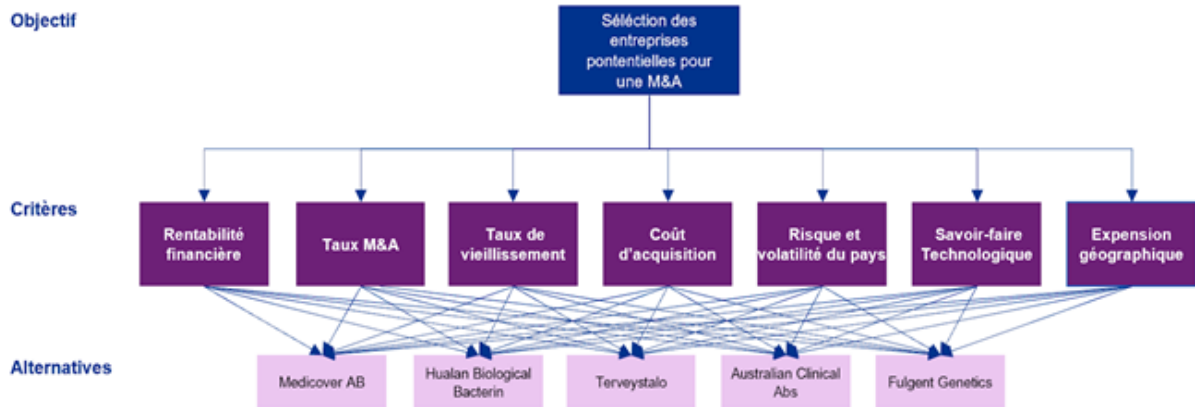 Objectif
Séléction des
entreprises
pontentielles pour
une M&A
Critères
Rentabilité
financière
Taux M&A
Taux de
vieillissement
Coût
d'acquisition
Risque et
volatilité du pays
Savoir-faire
Technologique
Expension
géographique
Alternatives
Medicover AB
Hualan Biological
Bacterin
Terveystalo
Australian Clinical
Abs
Fulgent Genetics